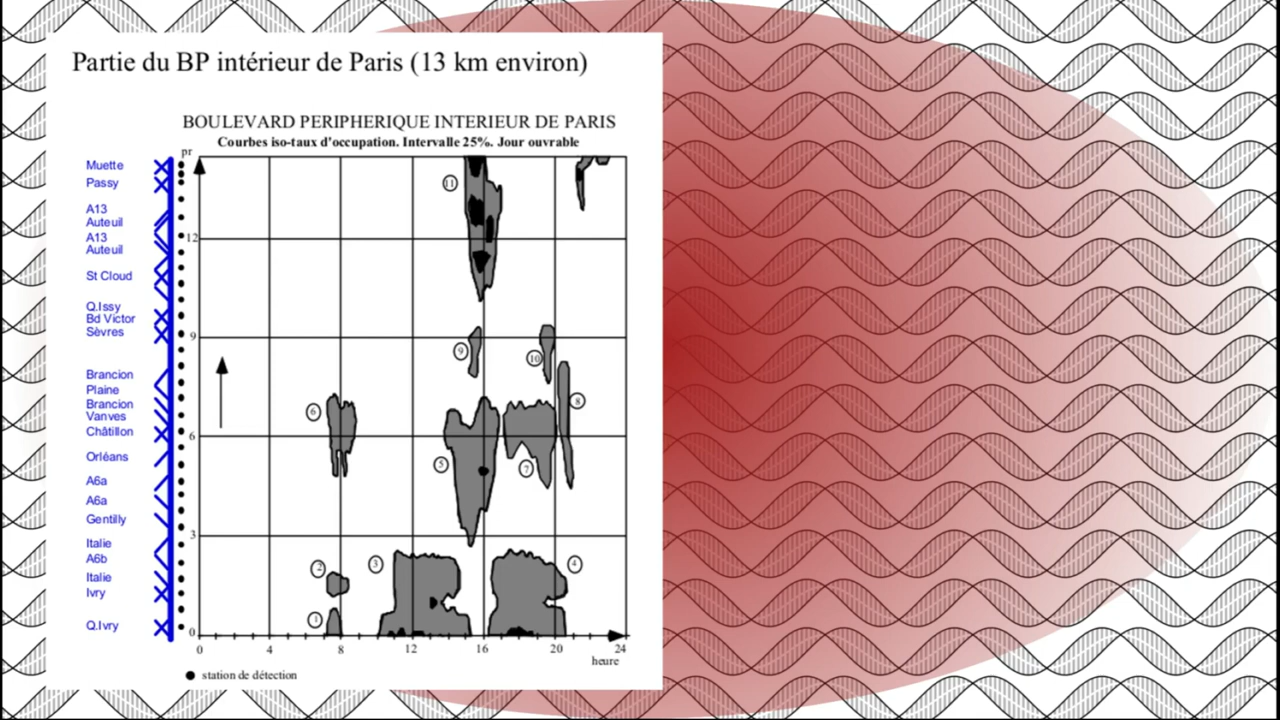 Partie du BP intérieur de Paris (13 km environ)
BOULEVARD PERIPHERIQUE INTERIEUR DE PARIS
Courbes iso-taux d'occupation. Intervalle 25%. Jour ouvrable
pr
Muette
Passy
A13
Auteuil
A13
Auteuil
St Cloud
Q.Issy
Bd Victor
Sèvres
Brancion
Plaine
Brancion
Vanves
Châtillon
Orléans
A6a
A6a
Gentilly
Italie
A6b
Italie
Ivry
Q.Ivry
12
9
6
3
0
11
9
10
8
6
5
7
2
3
4
1
0 4 8 12 16 20 24
heure
station de détection